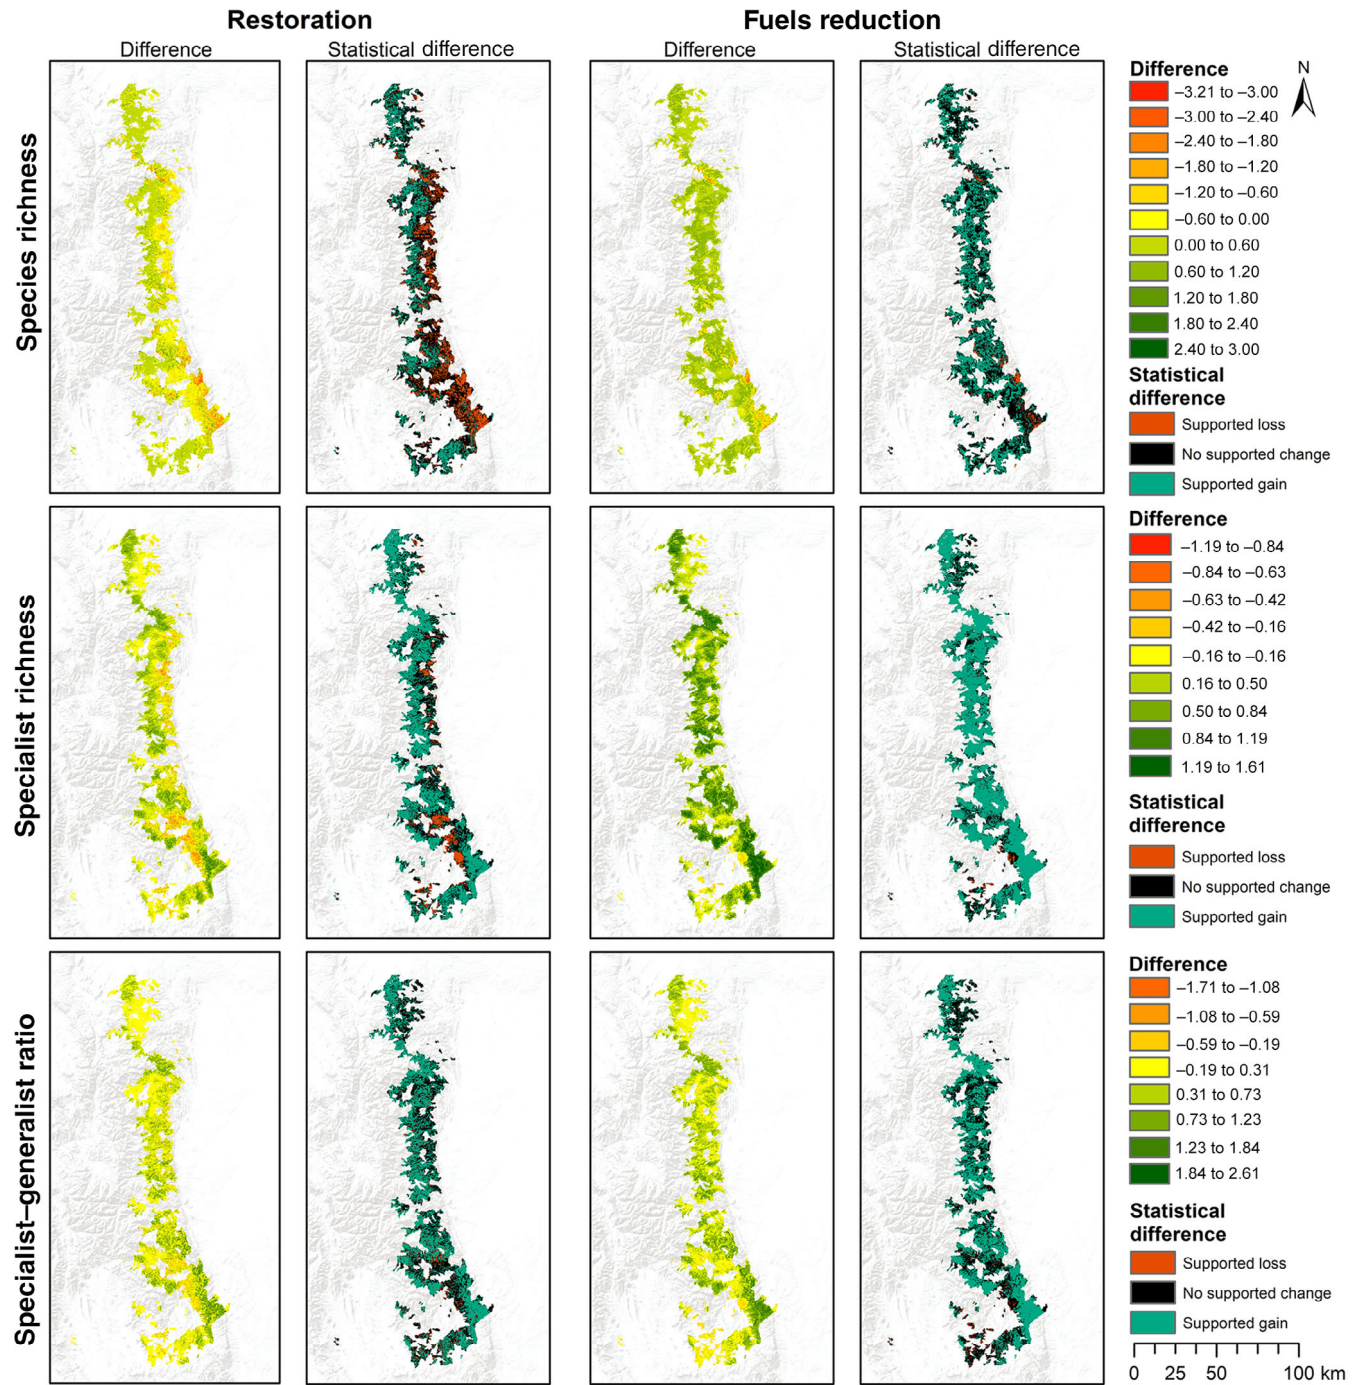 Restoration
Fuels reduction
Difference
Statistical difference
Difference
Statistical difference
Species richness
Difference
N
–3.21 to –3.00
–3.00 to –2.40
–2.40 to –1.80
–1.80 to –1.20
–1.20 to –0.60
–0.60 to 0.00
0.00 to 0.60
0.60 to 1.20
1.20 to 1.80
1.80 to 2.40
2.40 to 3.00
Statistical
difference
Supported loss
No supported change
Supported gain
Specialist richness
Difference
–1.19 to –0.84
–0.84 to –0.63
–0.63 to –0.42
–0.42 to –0.16
–0.16 to –0.16
0.16 to 0.50
0.50 to 0.84
0.84 to 1.19
1.19 to 1.61
Statistical
difference
Supported loss
No supported change
Supported gain
Specialist–generalist ratio
Difference
–1.71 to –1.08
–1.08 to –0.59
–0.59 to –0.19
–0.19 to 0.31
0.31 to 0.73
0.73 to 1.23
1.23 to 1.84
1.84 to 2.61
Statistical
difference
Supported loss
No supported change
Supported gain
0 25 50 100 km